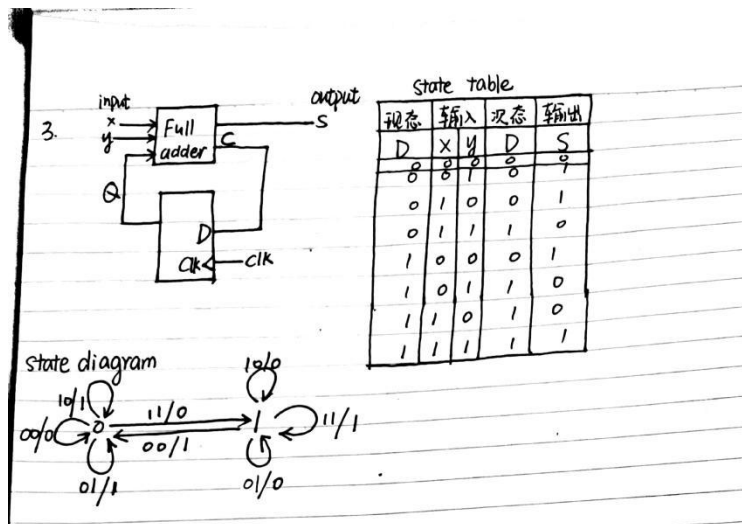 3.
input
x
y
Full
adder
C
output
S
Q
D
Clk
clk
state table
现态 输入 次态 输出
D x y D S
0 0 0 0 0
0 0 1 0 1
0 1 0 0 1
0 1 1 1 0
1 0 0 0 1
1 0 1 1 0
1 1 0 1 0
1 1 1 1 1
state diagram
10/1
00/0
0
01/1
11/0
00/1
10/0
1
11/1
01/0